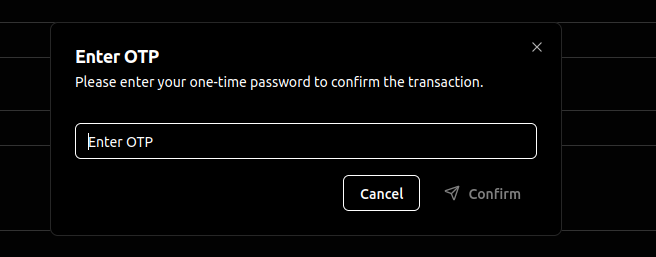 Enter OTP
Please enter your one-time password to confirm the transaction.
Enter OTP
Cancel
Confirm